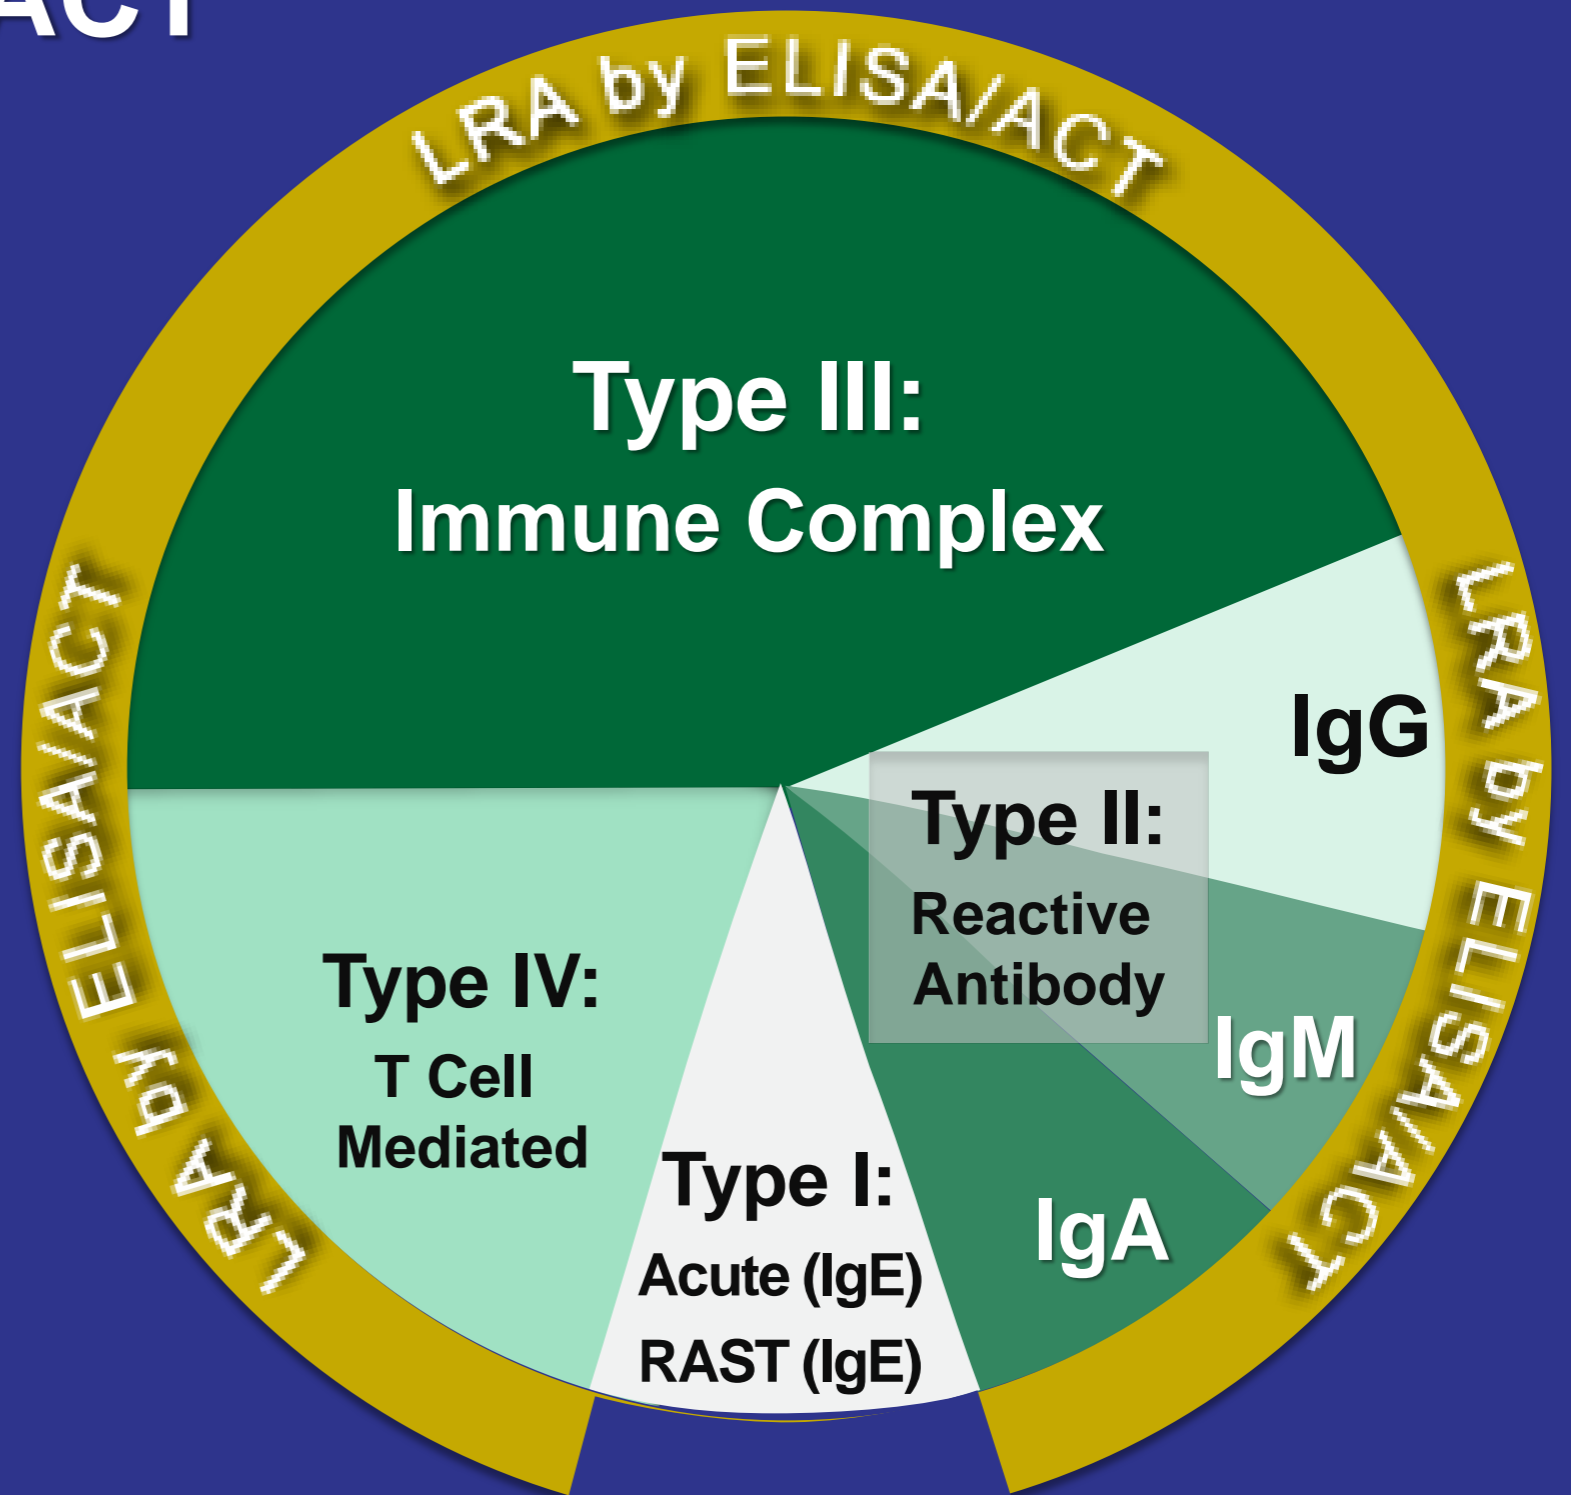 ACT
LRA by ELISA/ACT
Type III:
Immune Complex
LRA by ELISA/ACT
LRA by ELISA/ACT
IgG
Type II:
Reactive
Antibody
IgM
IgA
Type IV:
T Cell
Mediated
Type I:
Acute (IgE)
RAST (IgE)